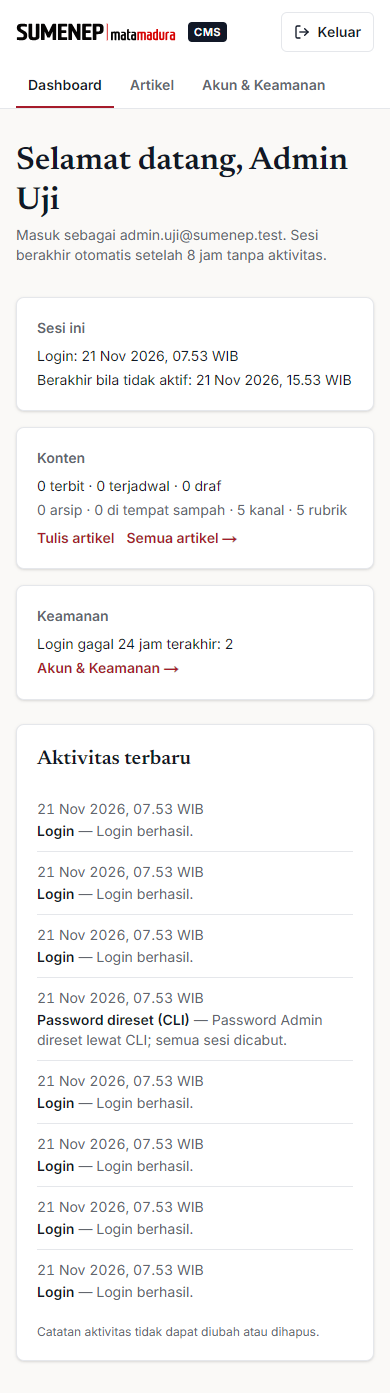 SUMENEP matamadura CMS Keluar
Dashboard Artikel Akun & Keamanan
Selamat datang, Admin
Uji
Masuk sebagai admin.uji@sumenep.test. Sesi
berakhir otomatis setelah 8 jam tanpa aktivitas.
Sesi ini
Login: 21 Nov 2026, 07.53 WIB
Berakhir bila tidak aktif: 21 Nov 2026, 15.53 WIB
Konten
0 terbit · 0 terjadwal · 0 draf
0 arsip · 0 di tempat sampah · 5 kanal · 5 rubrik
Tulis artikel Semua artikel →
Keamanan
Login gagal 24 jam terakhir: 2
Akun & Keamanan →
Aktivitas terbaru
21 Nov 2026, 07.53 WIB
Login — Login berhasil.
21 Nov 2026, 07.53 WIB
Login — Login berhasil.
21 Nov 2026, 07.53 WIB
Login — Login berhasil.
21 Nov 2026, 07.53 WIB
Password direset (CLI) — Password Admin
direset lewat CLI; semua sesi dicabut.
21 Nov 2026, 07.53 WIB
Login — Login berhasil.
21 Nov 2026, 07.53 WIB
Login — Login berhasil.
21 Nov 2026, 07.53 WIB
Login — Login berhasil.
21 Nov 2026, 07.53 WIB
Login — Login berhasil.
Catatan aktivitas tidak dapat diubah atau dihapus.